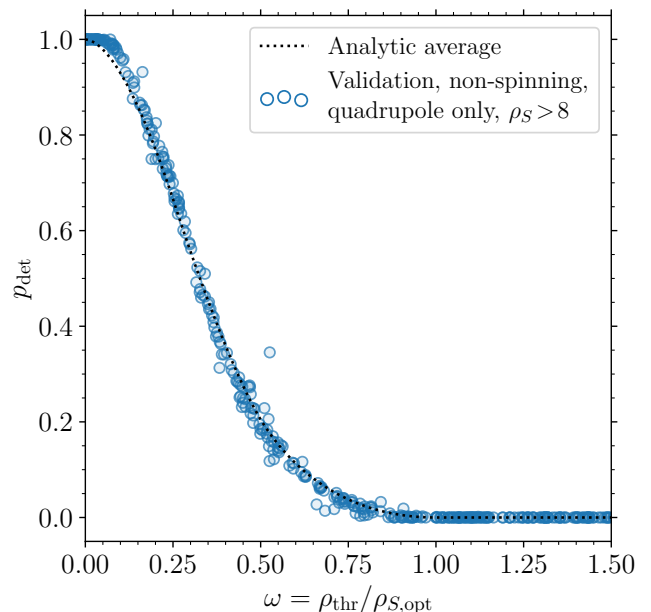 Analytic average
Validation, non-spinning,
quadrupole only, ρ_S > 8
1.0
0.8
0.6
0.4
0.2
0.0
p_det
0.00 0.25 0.50 0.75 1.00 1.25 1.50
ω = ρ_thr/ρ_S,opt